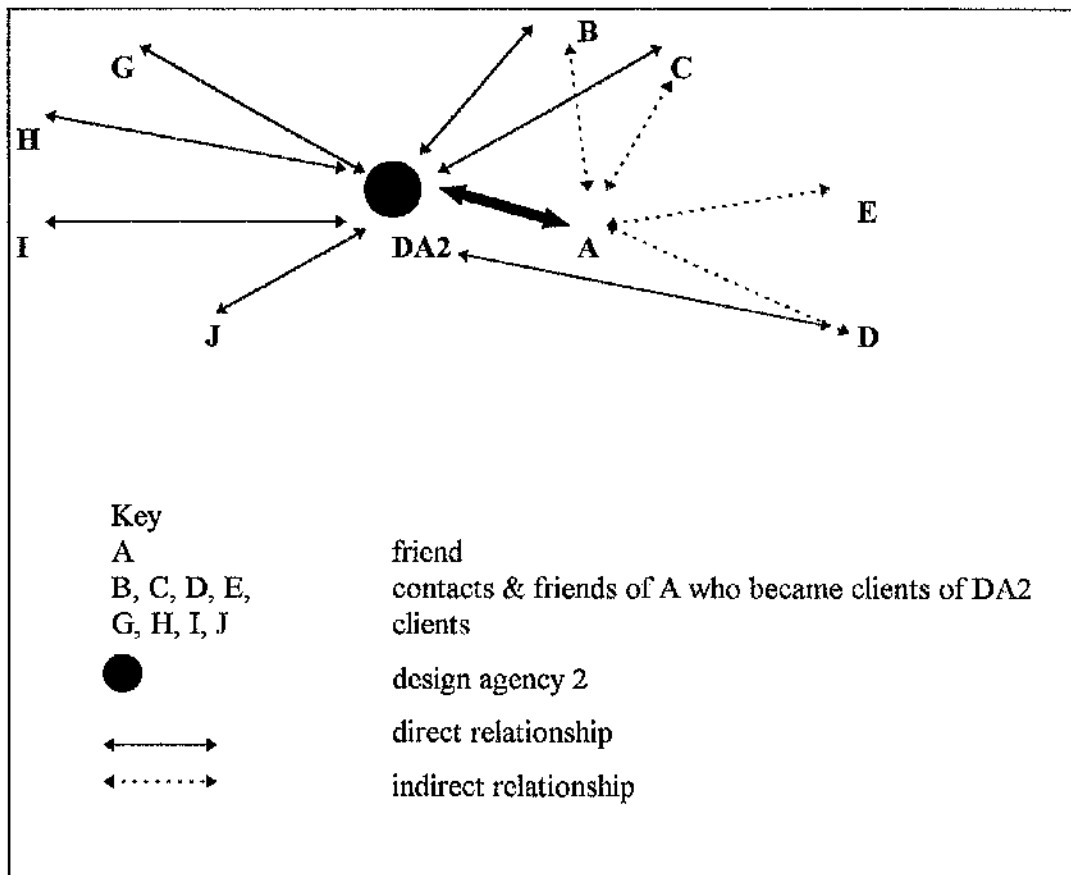 B
G
C
H
E
I
DA2
A
J
D
Key
A friend
B, C, D, E, contacts & friends of A who became clients of DA2
G, H, I, J clients
design agency 2
direct relationship
indirect relationship